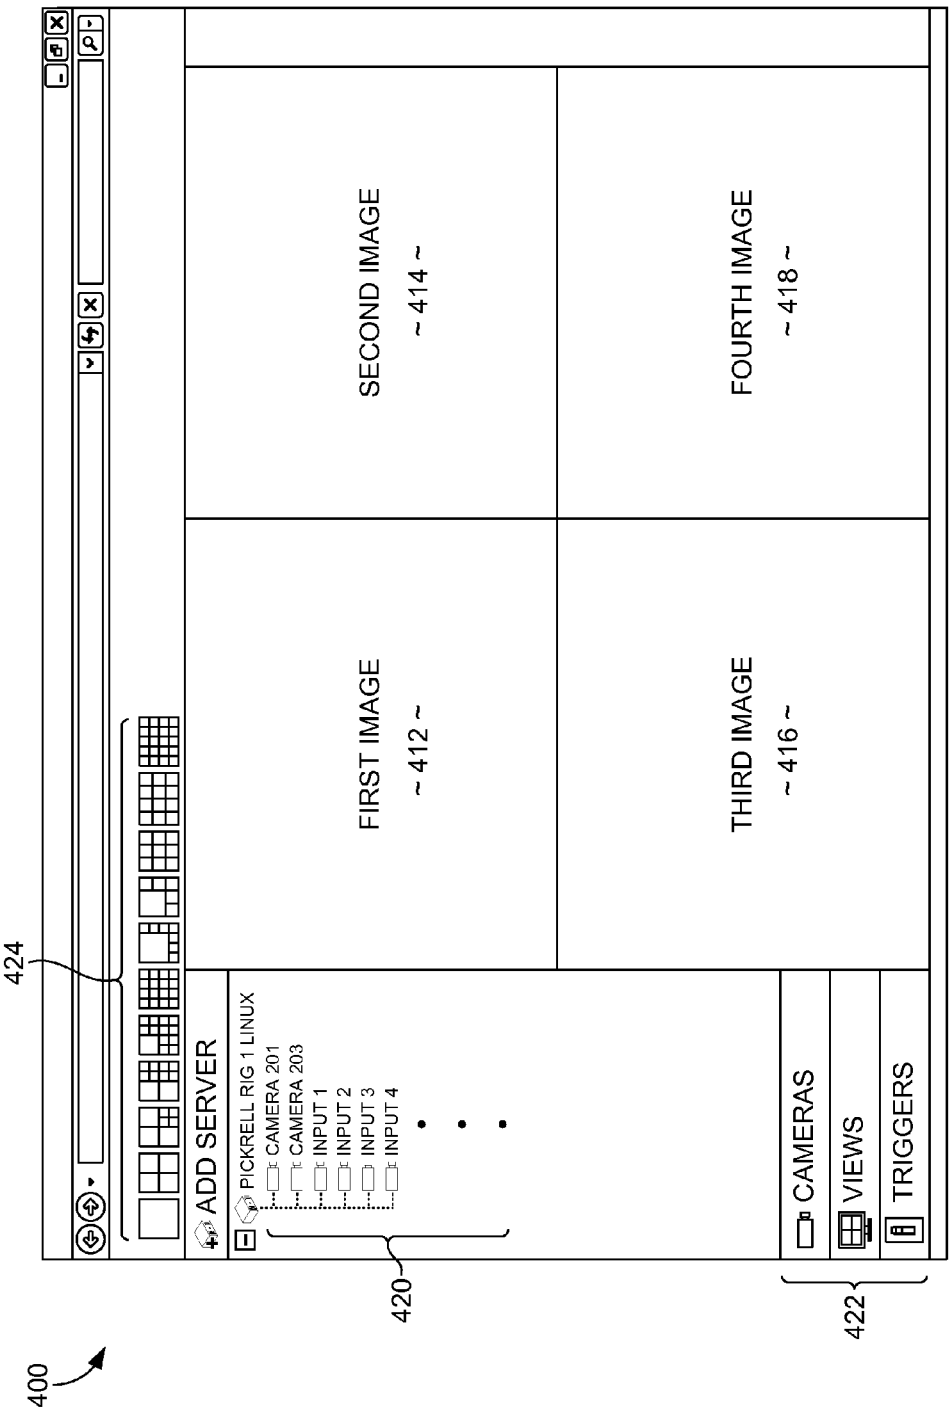 400
424
ADD SERVER
PICKRELL RIG 1 LINUX
CAMERA 201
CAMERA 203
INPUT 1
INPUT 2
INPUT 3
INPUT 4
420
CAMERAS
VIEWS
TRIGGERS
422
FIRST IMAGE
~ 412 ~
SECOND IMAGE
~ 414 ~
THIRD IMAGE
~ 416 ~
FOURTH IMAGE
~ 418 ~